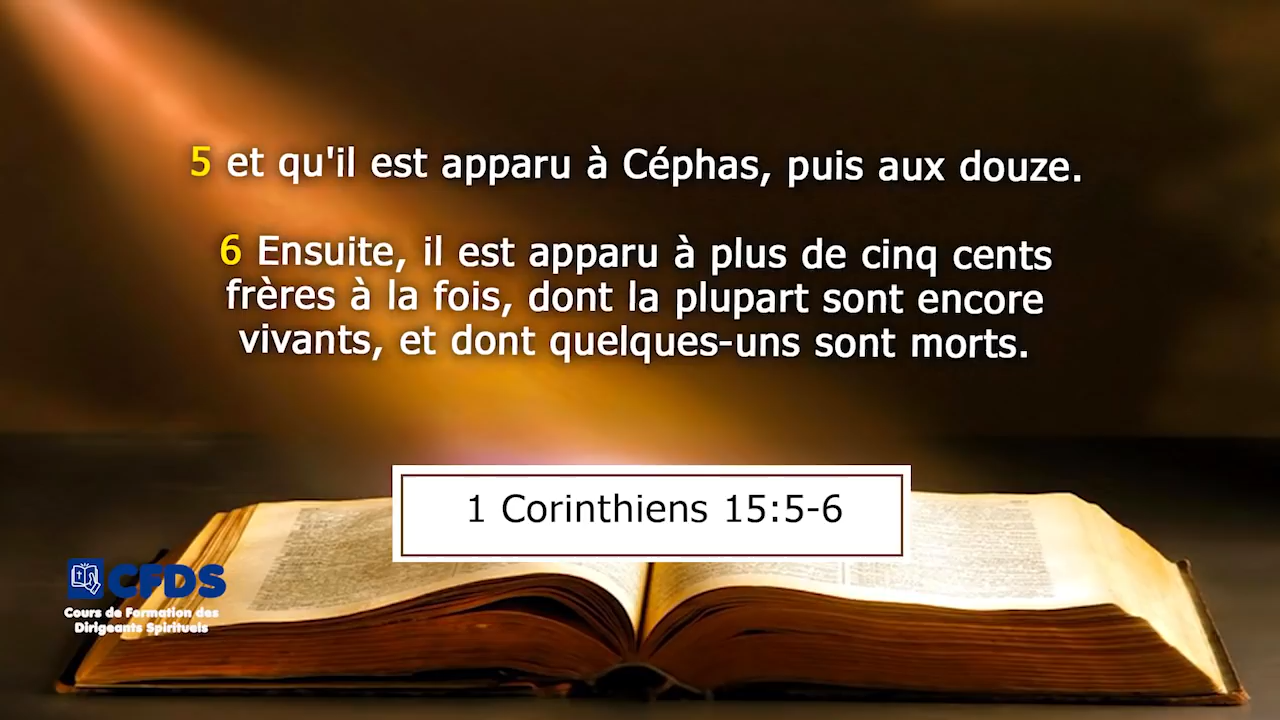 5 et qu'il est apparu à Céphas, puis aux douze.
6 Ensuite, il est apparu à plus de cinq cents
frères à la fois, dont la plupart sont encore
vivants, et dont quelques-uns sont morts.
1 Corinthiens 15:5-6
CFDS
Cours de Formation des
Dirigeants Spirituels